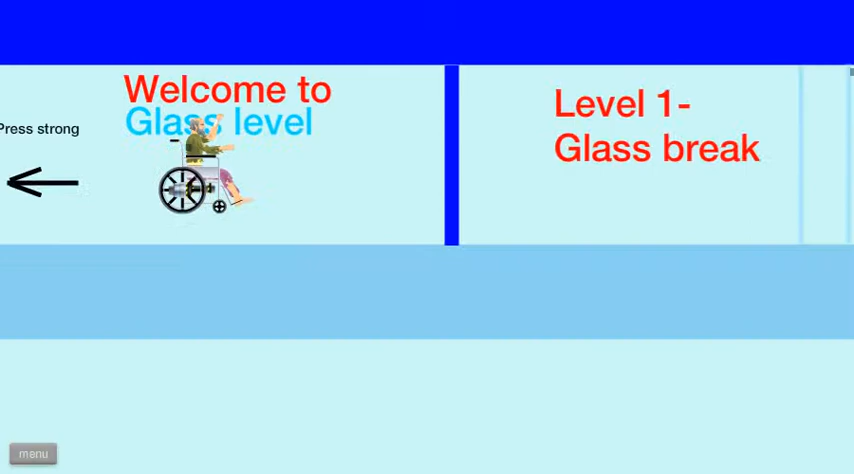 Welcome to
Glass level
Press strong
Level 1-
Glass break
menu